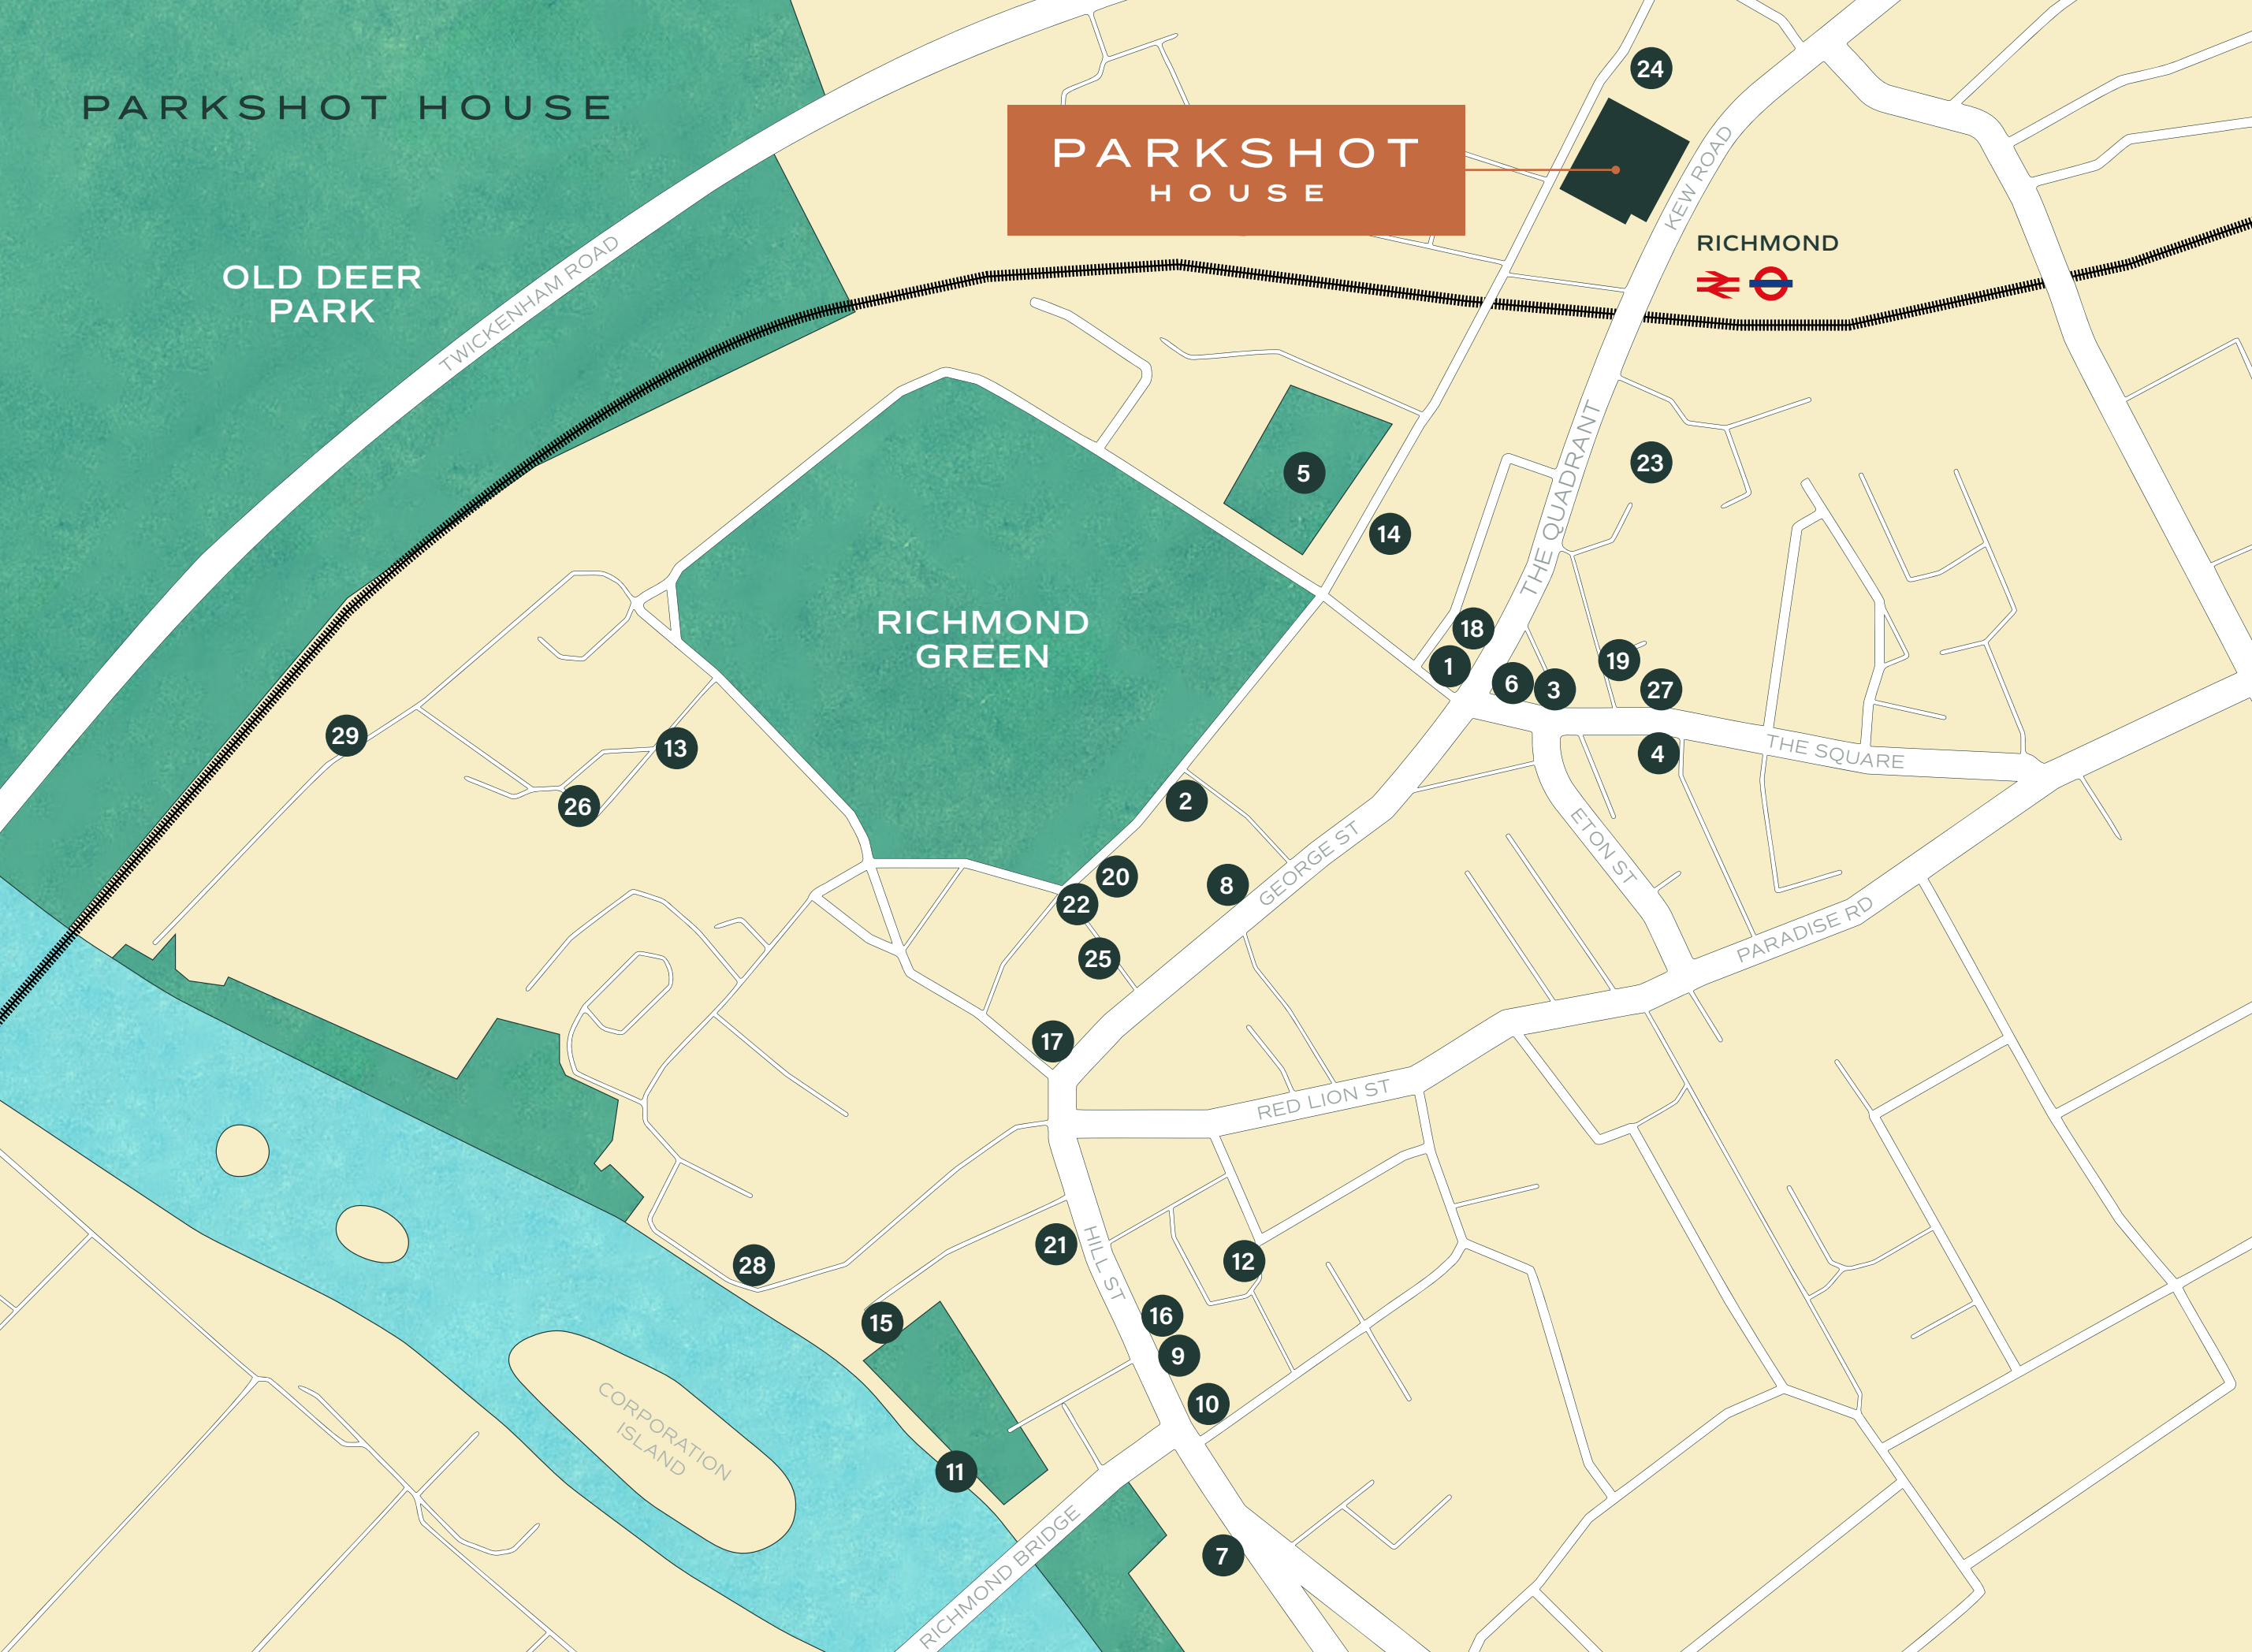 PARKSHOT HOUSE
24
PARKSHOT
HOUSE
KEW ROAD
RICHMOND
OLD DEER
PARK
TWICKENHAM ROAD
THE QUADRANT
5
23
14
RICHMOND
GREEN
18
1
6
3
19
27
29
13
4
THE SQUARE
26
2
ETON ST
GEORGE ST
20
8
22
25
PARADISE RD
17
RED LION ST
21
HILL ST
12
28
15
16
9
10
CORPORATION
ISLAND
11
RICHMOND BRIDGE
7